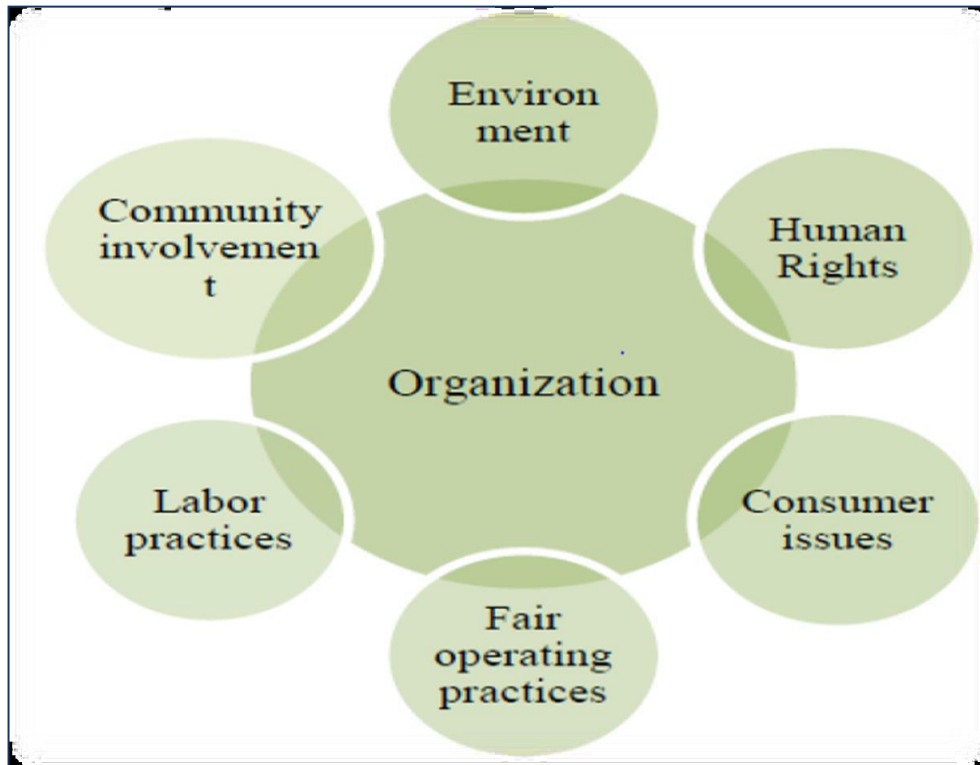 Environ
ment
Community
involvemen
t
Human
Rights
Organization
Labor
practices
Consumer
issues
Fair
operating
practices